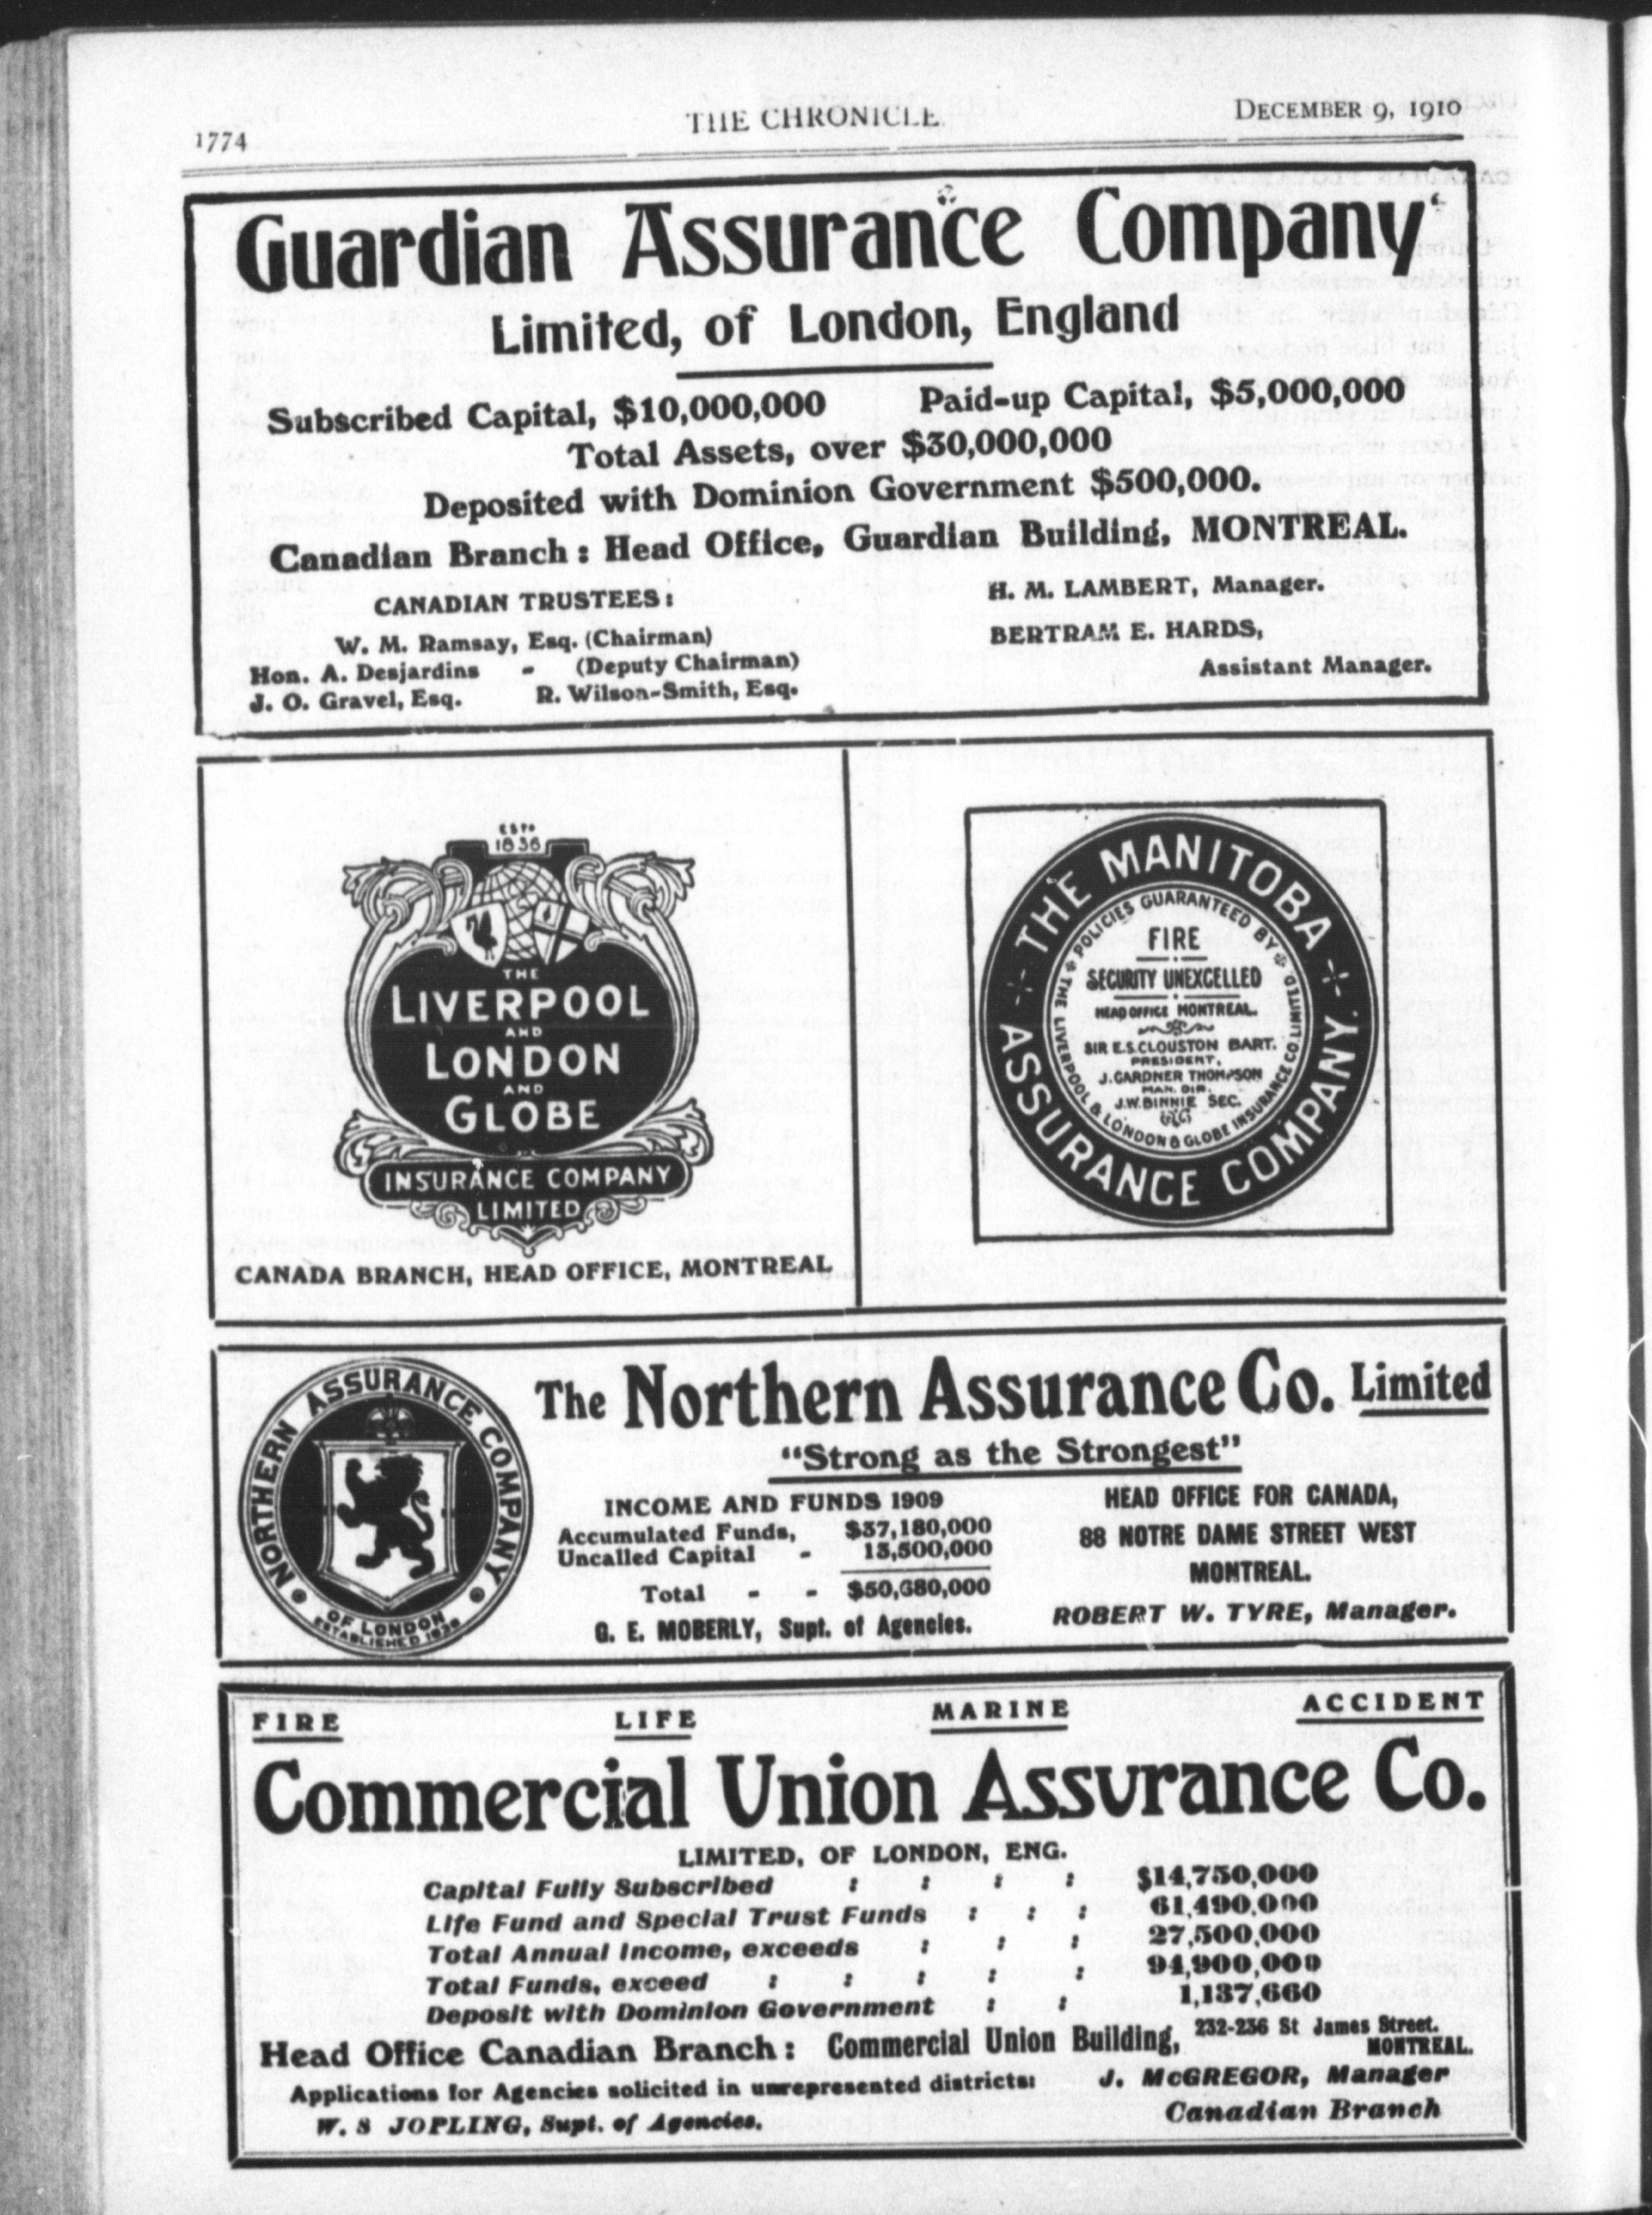 1774
THE CHRONICLE.
DECEMBER 9, 1910
Guardian Assurance Company
Limited, of London, England
Subscribed Capital, $10,000,000 Paid-up Capital, $5,000,000
Total Assets, over $30,000,000
Deposited with Dominion Government $500,000.
Canadian Branch : Head Office, Guardian Building, MONTREAL.
CANADIAN TRUSTEES :
W. M. Ramsay, Esq. (Chairman)
Hon. A. Desjardins - (Deputy Chairman)
J. O. Gravel, Esq. R. Wilson-Smith, Esq.
H. M. LAMBERT, Manager.
BERTRAM E. HARDS,
Assistant Manager.
ESTD
1836
THE
LIVERPOOL
AND
LONDON
AND
GLOBE
INSURANCE COMPANY
LIMITED
CANADA BRANCH, HEAD OFFICE, MONTREAL
THE MANITOBA
ASSURANCE COMPANY.
POLICIES GUARANTEED BY
THE LIVERPOOL & LONDON & GLOBE INSURANCE CO. LIMITED
FIRE
SECURITY UNEXCELLED
HEAD OFFICE MONTREAL.
SIR E.S. CLOUSTON BART.
PRESIDENT,
J. GARDNER THOMPSON
MAN. DIR.
J.W. BINNIE SEC.
NORTHERN ASSURANCE COMPANY
OF LONDON
ESTABLISHED 1836
The Northern Assurance Co. Limited
"Strong as the Strongest"
INCOME AND FUNDS 1909
Accumulated Funds, $37,180,000
Uncalled Capital - 13,500,000
Total - - $50,680,000
G. E. MOBERLY, Supt. of Agencies.
HEAD OFFICE FOR CANADA,
88 NOTRE DAME STREET WEST
MONTREAL.
ROBERT W. TYRE, Manager.
FIRE LIFE MARINE ACCIDENT
Commercial Union Assurance Co.
LIMITED, OF LONDON, ENG.
Capital Fully Subscribed : : : : $14,750,000
Life Fund and Special Trust Funds : : : 61,490,000
Total Annual Income, exceeds : : : 27,500,000
Total Funds, exceed : : : : : 94,900,000
Deposit with Dominion Government : : 1,137,660
Head Office Canadian Branch : Commercial Union Building, 232-236 St James Street.
MONTREAL.
Applications for Agencies solicited in unrepresented districts:
W. S JOPLING, Supt. of Agencies.
J. McGREGOR, Manager
Canadian Branch